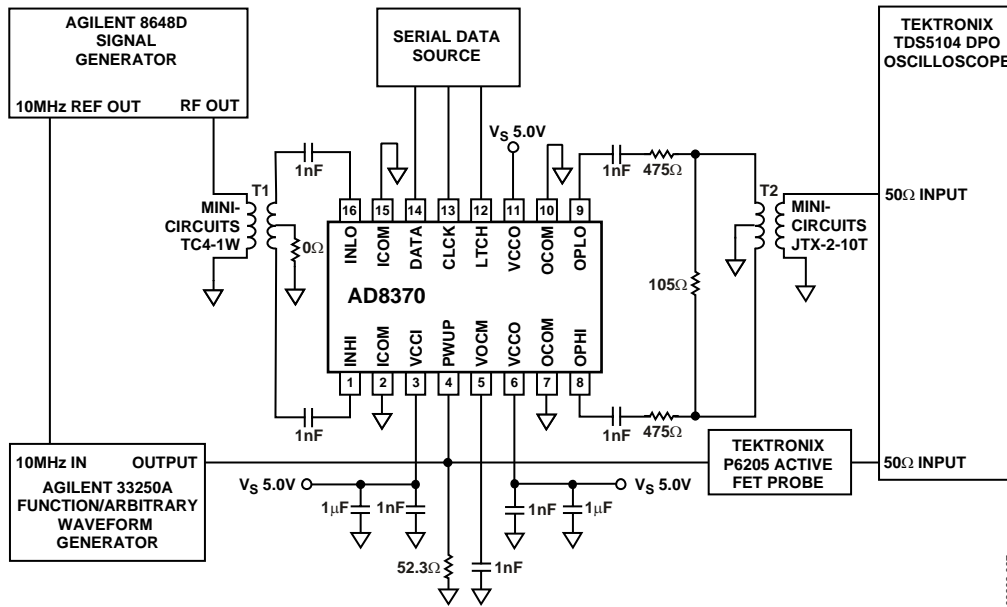 AGILENT 8648D
SIGNAL
GENERATOR
10MHz REF OUT RF OUT
SERIAL DATA
SOURCE
TEKTRONIX
TDS5104 DPO
OSCILLOSCOPE
VS 5.0V
1nF
1nF
475Ω
T1
MINI-
CIRCUITS
TC4-1W
0Ω
16 15 14 13 12 11 10 9
INLO ICOM DATA CLCK LTCH VCCO OCOM OPLO
AD8370
INHI ICOM VCCI PWUP VOCM VCCO OCOM OPHI
1 2 3 4 5 6 7 8
T2
MINI-
CIRCUITS
JTX-2-10T
50Ω INPUT
105Ω
1nF
1nF
475Ω
10MHz IN OUTPUT
AGILENT 33250A
FUNCTION/ARBITRARY
WAVEFORM
GENERATOR
TEKTRONIX
P6205 ACTIVE
FET PROBE
50Ω INPUT
VS 5.0V
1μF
1nF
1nF
1μF
VS 5.0V
52.3Ω
1nF